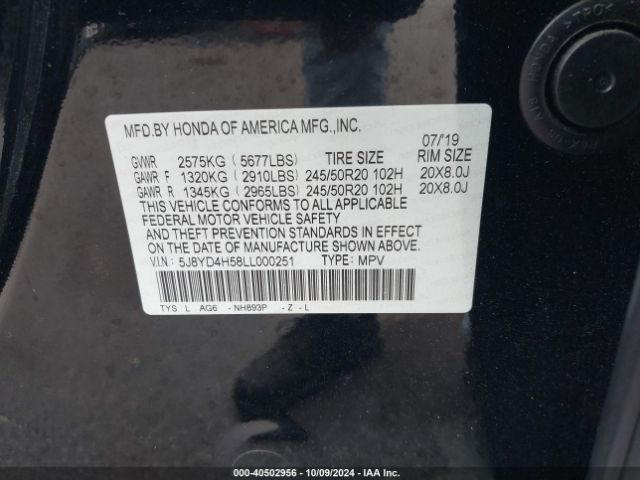 HONDA >TPO<
MFD.BY HONDA OF AMERICA MFG.,INC. 07/'19
GVWR 2575KG ( 5677LBS) TIRE SIZE RIM SIZE
GAWR F 1320KG ( 2910LBS) 245/50R20 102H 20X8.0J
GAWR R 1345KG ( 2965LBS) 245/50R20 102H 20X8.0J
THIS VEHICLE CONFORMS TO ALL APPLICABLE
FEDERAL MOTOR VEHICLE SAFETY
AND THEFT PREVENTION STANDARDS IN EFFECT
ON THE DATE OF MANUFACTURE SHOWN ABOVE.
V.I.N.: 5J8YD4H58LL000251 TYPE: MPV
TYS L AG6 - NH893P - Z - L
000-40502956 | 10/09/2024 | IAA Inc.